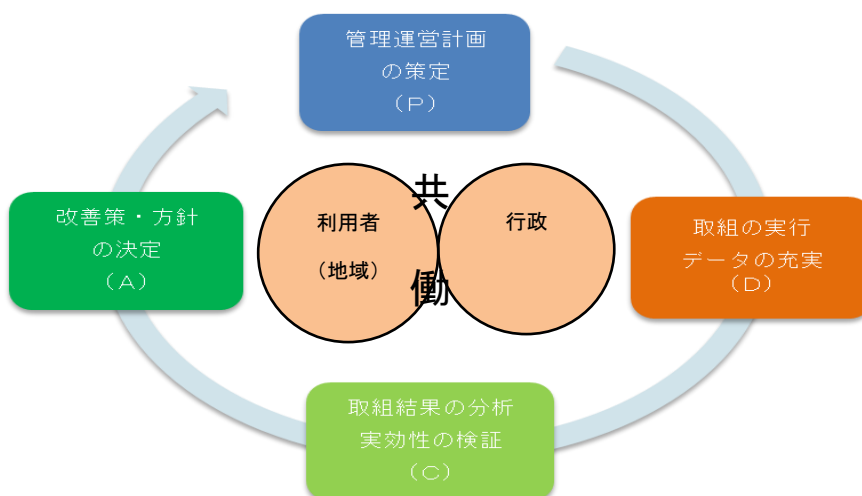 管理運営計画
の策定
（P）
共
働
利用者
（地域）
行政
改善策・方針
の決定
（A）
取組の実行
データの充実
（D）
取組結果の分析
実効性の検証
（C）